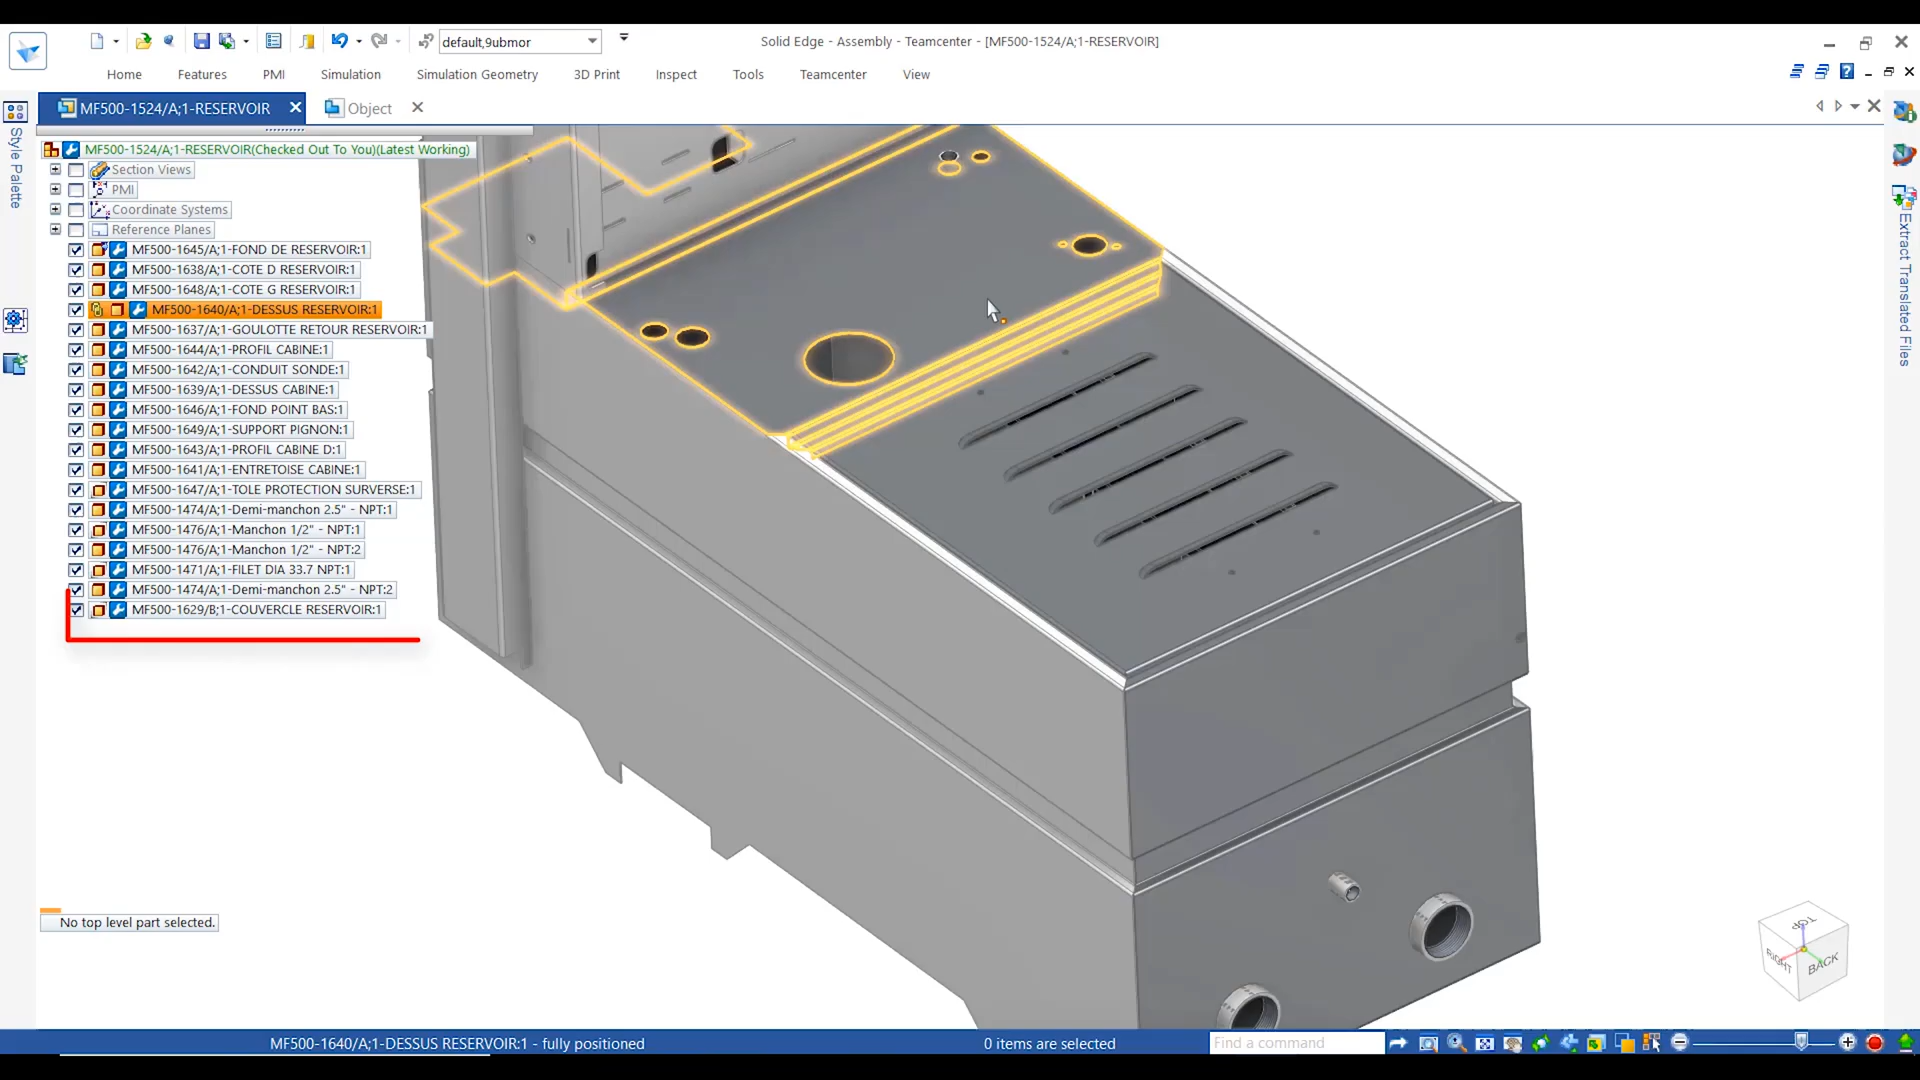 default,9ubmor
Solid Edge - Assembly - Teamcenter - [MF500-1524/A;1-RESERVOIR]
Home Features PMI Simulation Simulation Geometry 3D Print Inspect Tools Teamcenter View
MF500-1524/A;1-RESERVOIR Object
Style Palette
MF500-1524/A;1-RESERVOIR(Checked Out To You)(Latest Working)
Section Views
PMI
Coordinate Systems
Reference Planes
MF500-1645/A;1-FOND DE RESERVOIR:1
MF500-1638/A;1-COTE D RESERVOIR:1
MF500-1648/A;1-COTE G RESERVOIR:1
MF500-1640/A;1-DESSUS RESERVOIR:1
MF500-1637/A;1-GOULOTTE RETOUR RESERVOIR:1
MF500-1644/A;1-PROFIL CABINE:1
MF500-1642/A;1-CONDUIT SONDE:1
MF500-1639/A;1-DESSUS CABINE:1
MF500-1646/A;1-FOND POINT BAS:1
MF500-1649/A;1-SUPPORT PIGNON:1
MF500-1643/A;1-PROFIL CABINE D:1
MF500-1641/A;1-ENTRETOISE CABINE:1
MF500-1647/A;1-TOLE PROTECTION SURVERSE:1
MF500-1474/A;1-Demi-manchon 2.5" - NPT:1
MF500-1476/A;1-Manchon 1/2" - NPT:1
MF500-1476/A;1-Manchon 1/2" - NPT:2
MF500-1471/A;1-FILET DIA 33.7 NPT:1
MF500-1474/A;1-Demi-manchon 2.5" - NPT:2
MF500-1629/B;1-COUVERCLE RESERVOIR:1
Extract Translated Files
No top level part selected.
TOP
RIGHT
BACK
MF500-1640/A;1-DESSUS RESERVOIR:1 - fully positioned
0 items are selected
Find a command